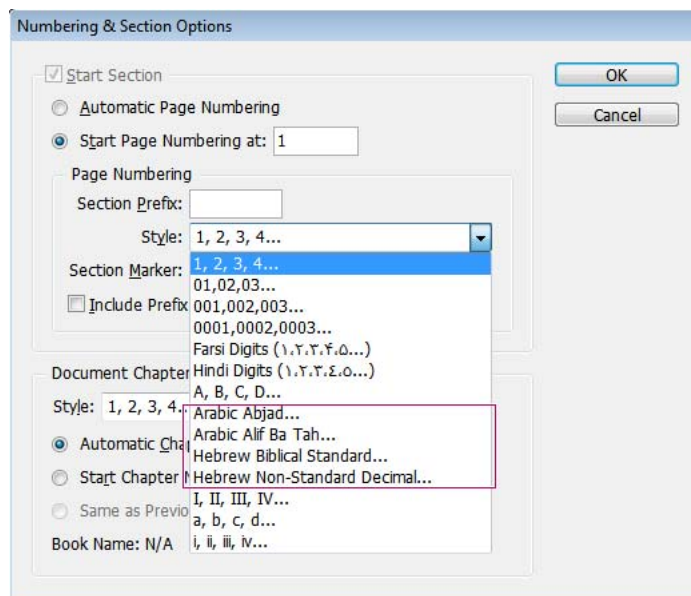 Numbering & Section Options
Start Section
OK
Automatic Page Numbering
Cancel
Start Page Numbering at: 1
Page Numbering
Section Prefix:
Style: 1, 2, 3, 4...
Section Marker:
1, 2, 3, 4...
01,02,03...
Include Prefix
001,002,003...
0001,0002,0003...
Farsi Digits (۱،۲،۳،۴،۵...)
Document Chapter
Hindi Digits (١،٢،٣،٤،٥...)
A, B, C, D...
Style: 1, 2, 3, 4..
Arabic Abjad...
Arabic Alif Ba Tah...
Automatic Cha
Hebrew Biblical Standard...
Start Chapter N
Hebrew Non-Standard Decimal...
I, II, III, IV...
Same as Previo
a, b, c, d...
Book Name: N/A
i, ii, iii, iv...